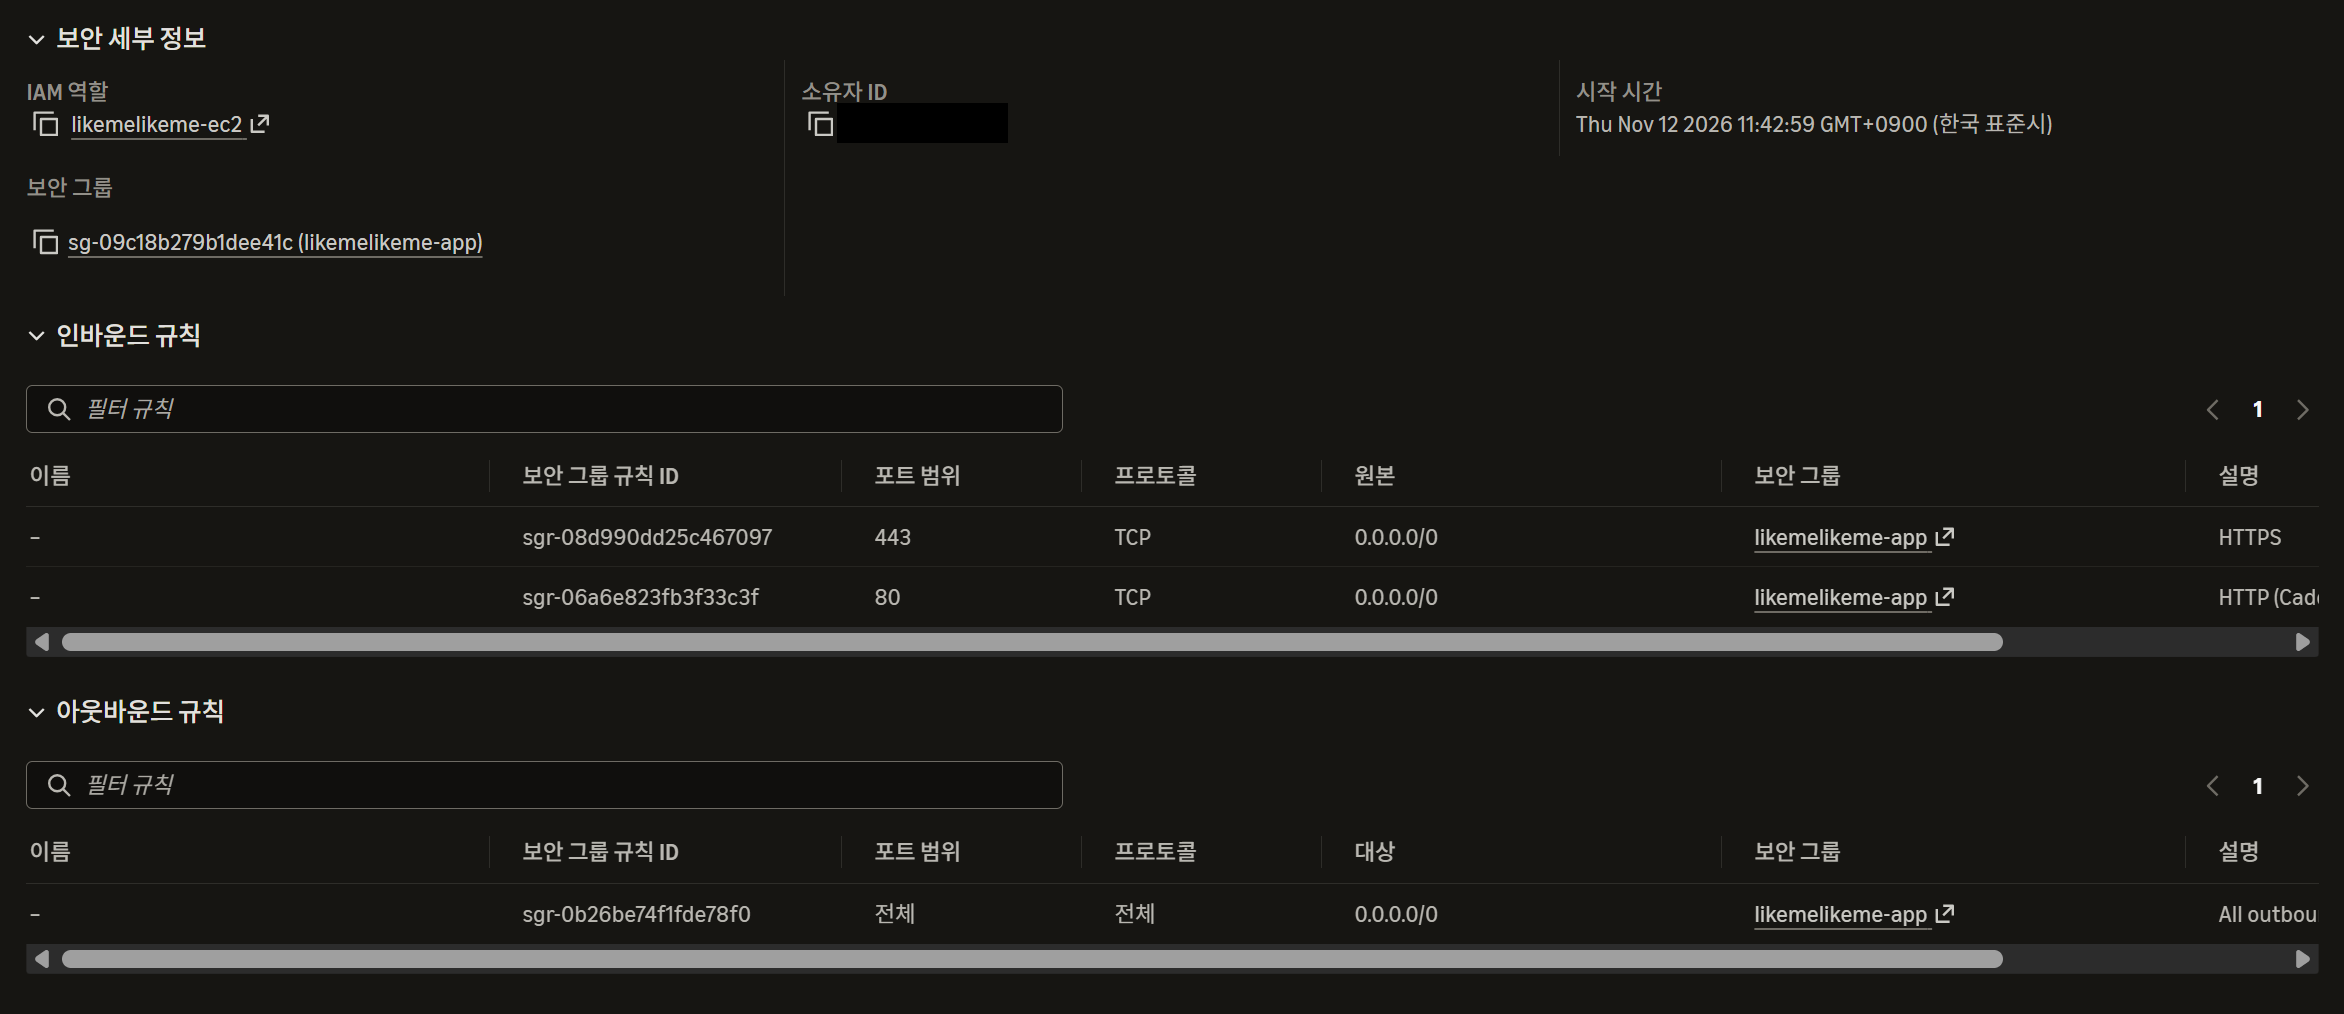 보안 세부 정보
IAM 역할
likemelikeme-ec2
소유자 ID
시작 시간
Thu Nov 12 2026 11:42:59 GMT+0900 (한국 표준시)
보안 그룹
sg-09c18b279b1dee41c (likemelikeme-app)
인바운드 규칙
필터 규칙
1
이름 보안 그룹 규칙 ID 포트 범위 프로토콜 원본 보안 그룹 설명
– sgr-08d990dd25c467097 443 TCP 0.0.0.0/0 likemelikeme-app HTTPS
– sgr-06a6e823fb3f33c3f 80 TCP 0.0.0.0/0 likemelikeme-app HTTP
아웃바운드 규칙
필터 규칙
1
이름 보안 그룹 규칙 ID 포트 범위 프로토콜 대상 보안 그룹 설명
– sgr-0b26be74f1fde78f0 전체 전체 0.0.0.0/0 likemelikeme-app All